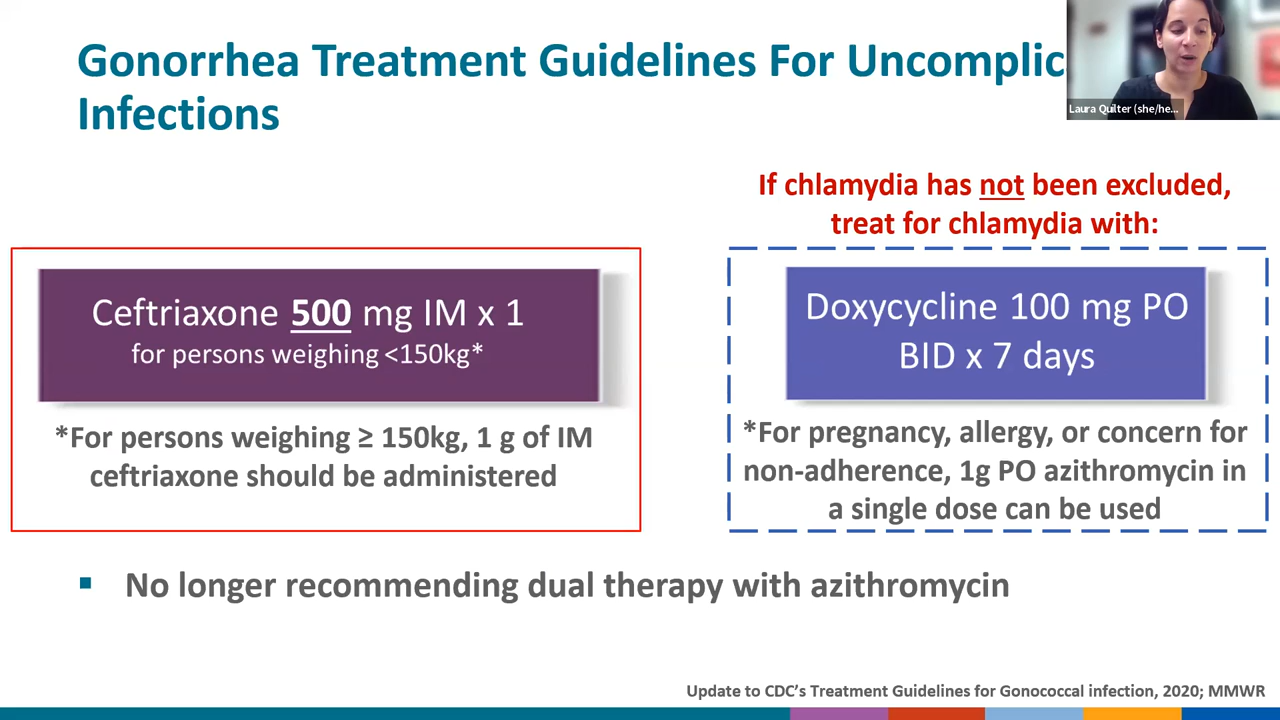 Gonorrhea Treatment Guidelines For Uncomplic
Infections
Laura Quilter (she/he...
If chlamydia has not been excluded,
treat for chlamydia with:
Ceftriaxone 500 mg IM x 1
for persons weighing <150kg*
*For persons weighing ≥ 150kg, 1 g of IM
ceftriaxone should be administered
Doxycycline 100 mg PO
BID x 7 days
*For pregnancy, allergy, or concern for
non-adherence, 1g PO azithromycin in
a single dose can be used
▪ No longer recommending dual therapy with azithromycin
Update to CDC's Treatment Guidelines for Gonococcal infection, 2020; MMWR